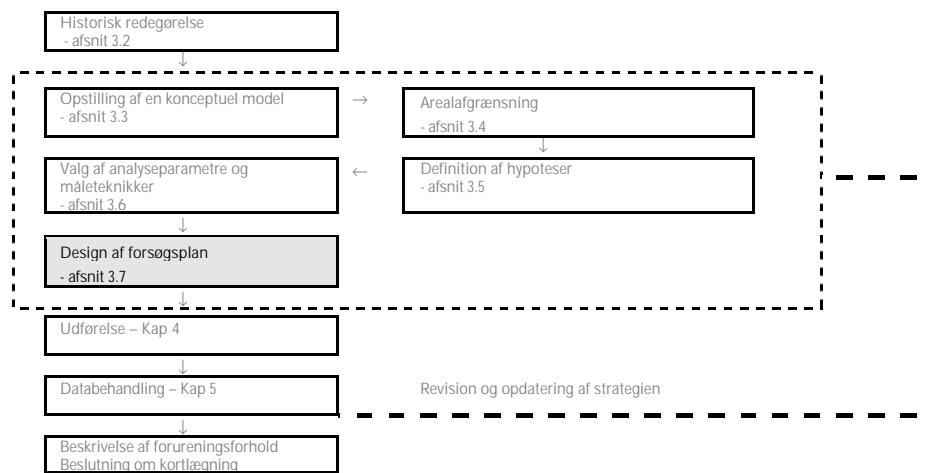 Historisk redegørelse
- afsnit 3.2
↓
Opstilling af en konceptuel model
- afsnit 3.3
→
Arealafgrænsning
- afsnit 3.4
↓
Definition af hypoteser
- afsnit 3.5
←
Valg af analyseparametre og
måleteknikker
- afsnit 3.6
↓
Design af forsøgsplan
- afsnit 3.7
↓
Udførelse – Kap 4
↓
Databehandling – Kap 5
Revision og opdatering af strategien
↓
Beskrivelse af forureningsforhold
Beslutning om kortlægning